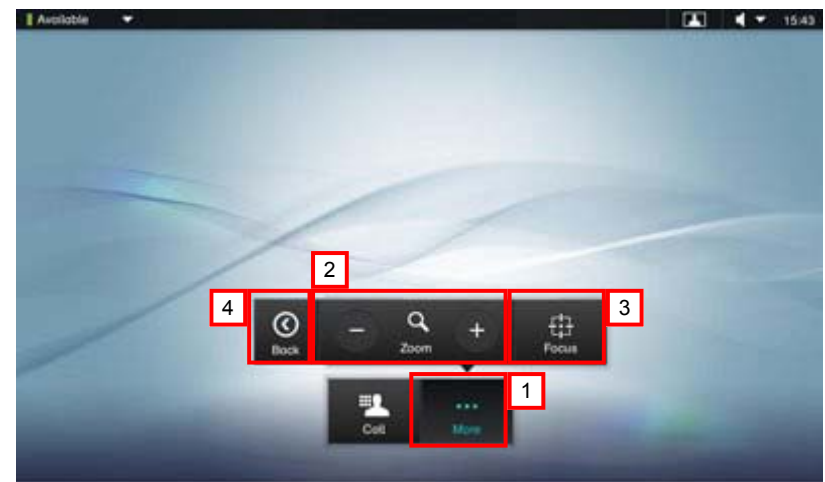 Available
15:43
2
4
3
Back
−
Zoom
+
Focus
1
Call
More